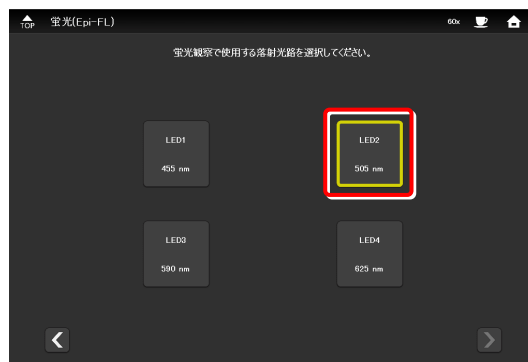 TOP 蛍光(Epi-FL) 60x
蛍光観察で使用する落射光路を選択してください。
LED1 LED2
455 nm 505 nm
LED3 LED4
590 nm 625 nm